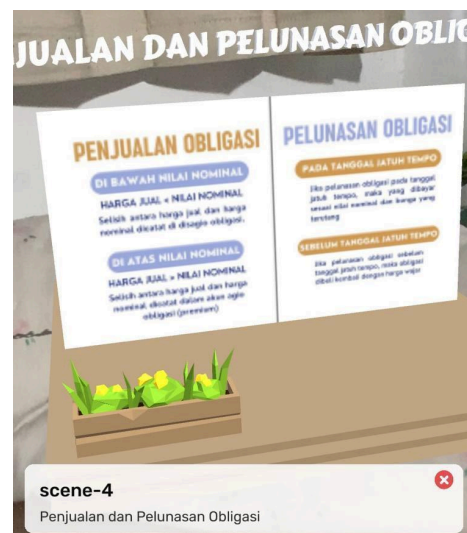 JUALAN DAN PELUNASAN OBLIG
PENJUALAN OBLIGASI
DI BAWAH NILAI NOMINAL
HARGA JUAL < NILAI NOMINAL
Selisih antara harga jual dan harga
nominal dicatat di disagio obligasi.
DI ATAS NILAI NOMINAL
HARGA JUAL > NILAI NOMINAL
Selisih antara harga jual dan harga
nominal dicatat dalam akun agio
obligasi (premium)
PELUNASAN OBLIGASI
PADA TANGGAL JATUH TEMPO
Jika pelunasan obligasi pada tanggal
jatuh tempo, maka yang dibayar
sesuai nilai nominal dan bunga yang
terutang
SEBELUM TANGGAL JATUH TEMPO
Jika pelunasan obligasi sebelum
tanggal jatuh tempo, maka obligasi
dibeli kembali dengan harga wajar
scene-4
Penjualan dan Pelunasan Obligasi